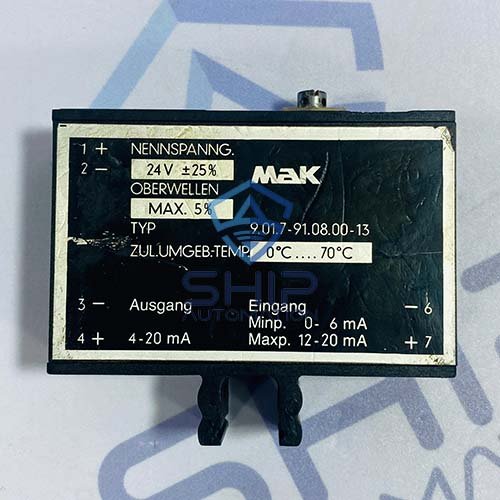 1 + NENNSPANNG.
2 - 24 V ±25% MAK
OBERWELLEN
MAX. 5%
TYP 9.01.7-91.08.00-13
ZUL.UMGEB:TEMP. 0°C....70°C
SHIP
AUTOMATION
3 - Ausgang Eingang - 6
Minp. 0- 6 mA
4 + 4-20 mA Maxp. 12-20 mA + 7